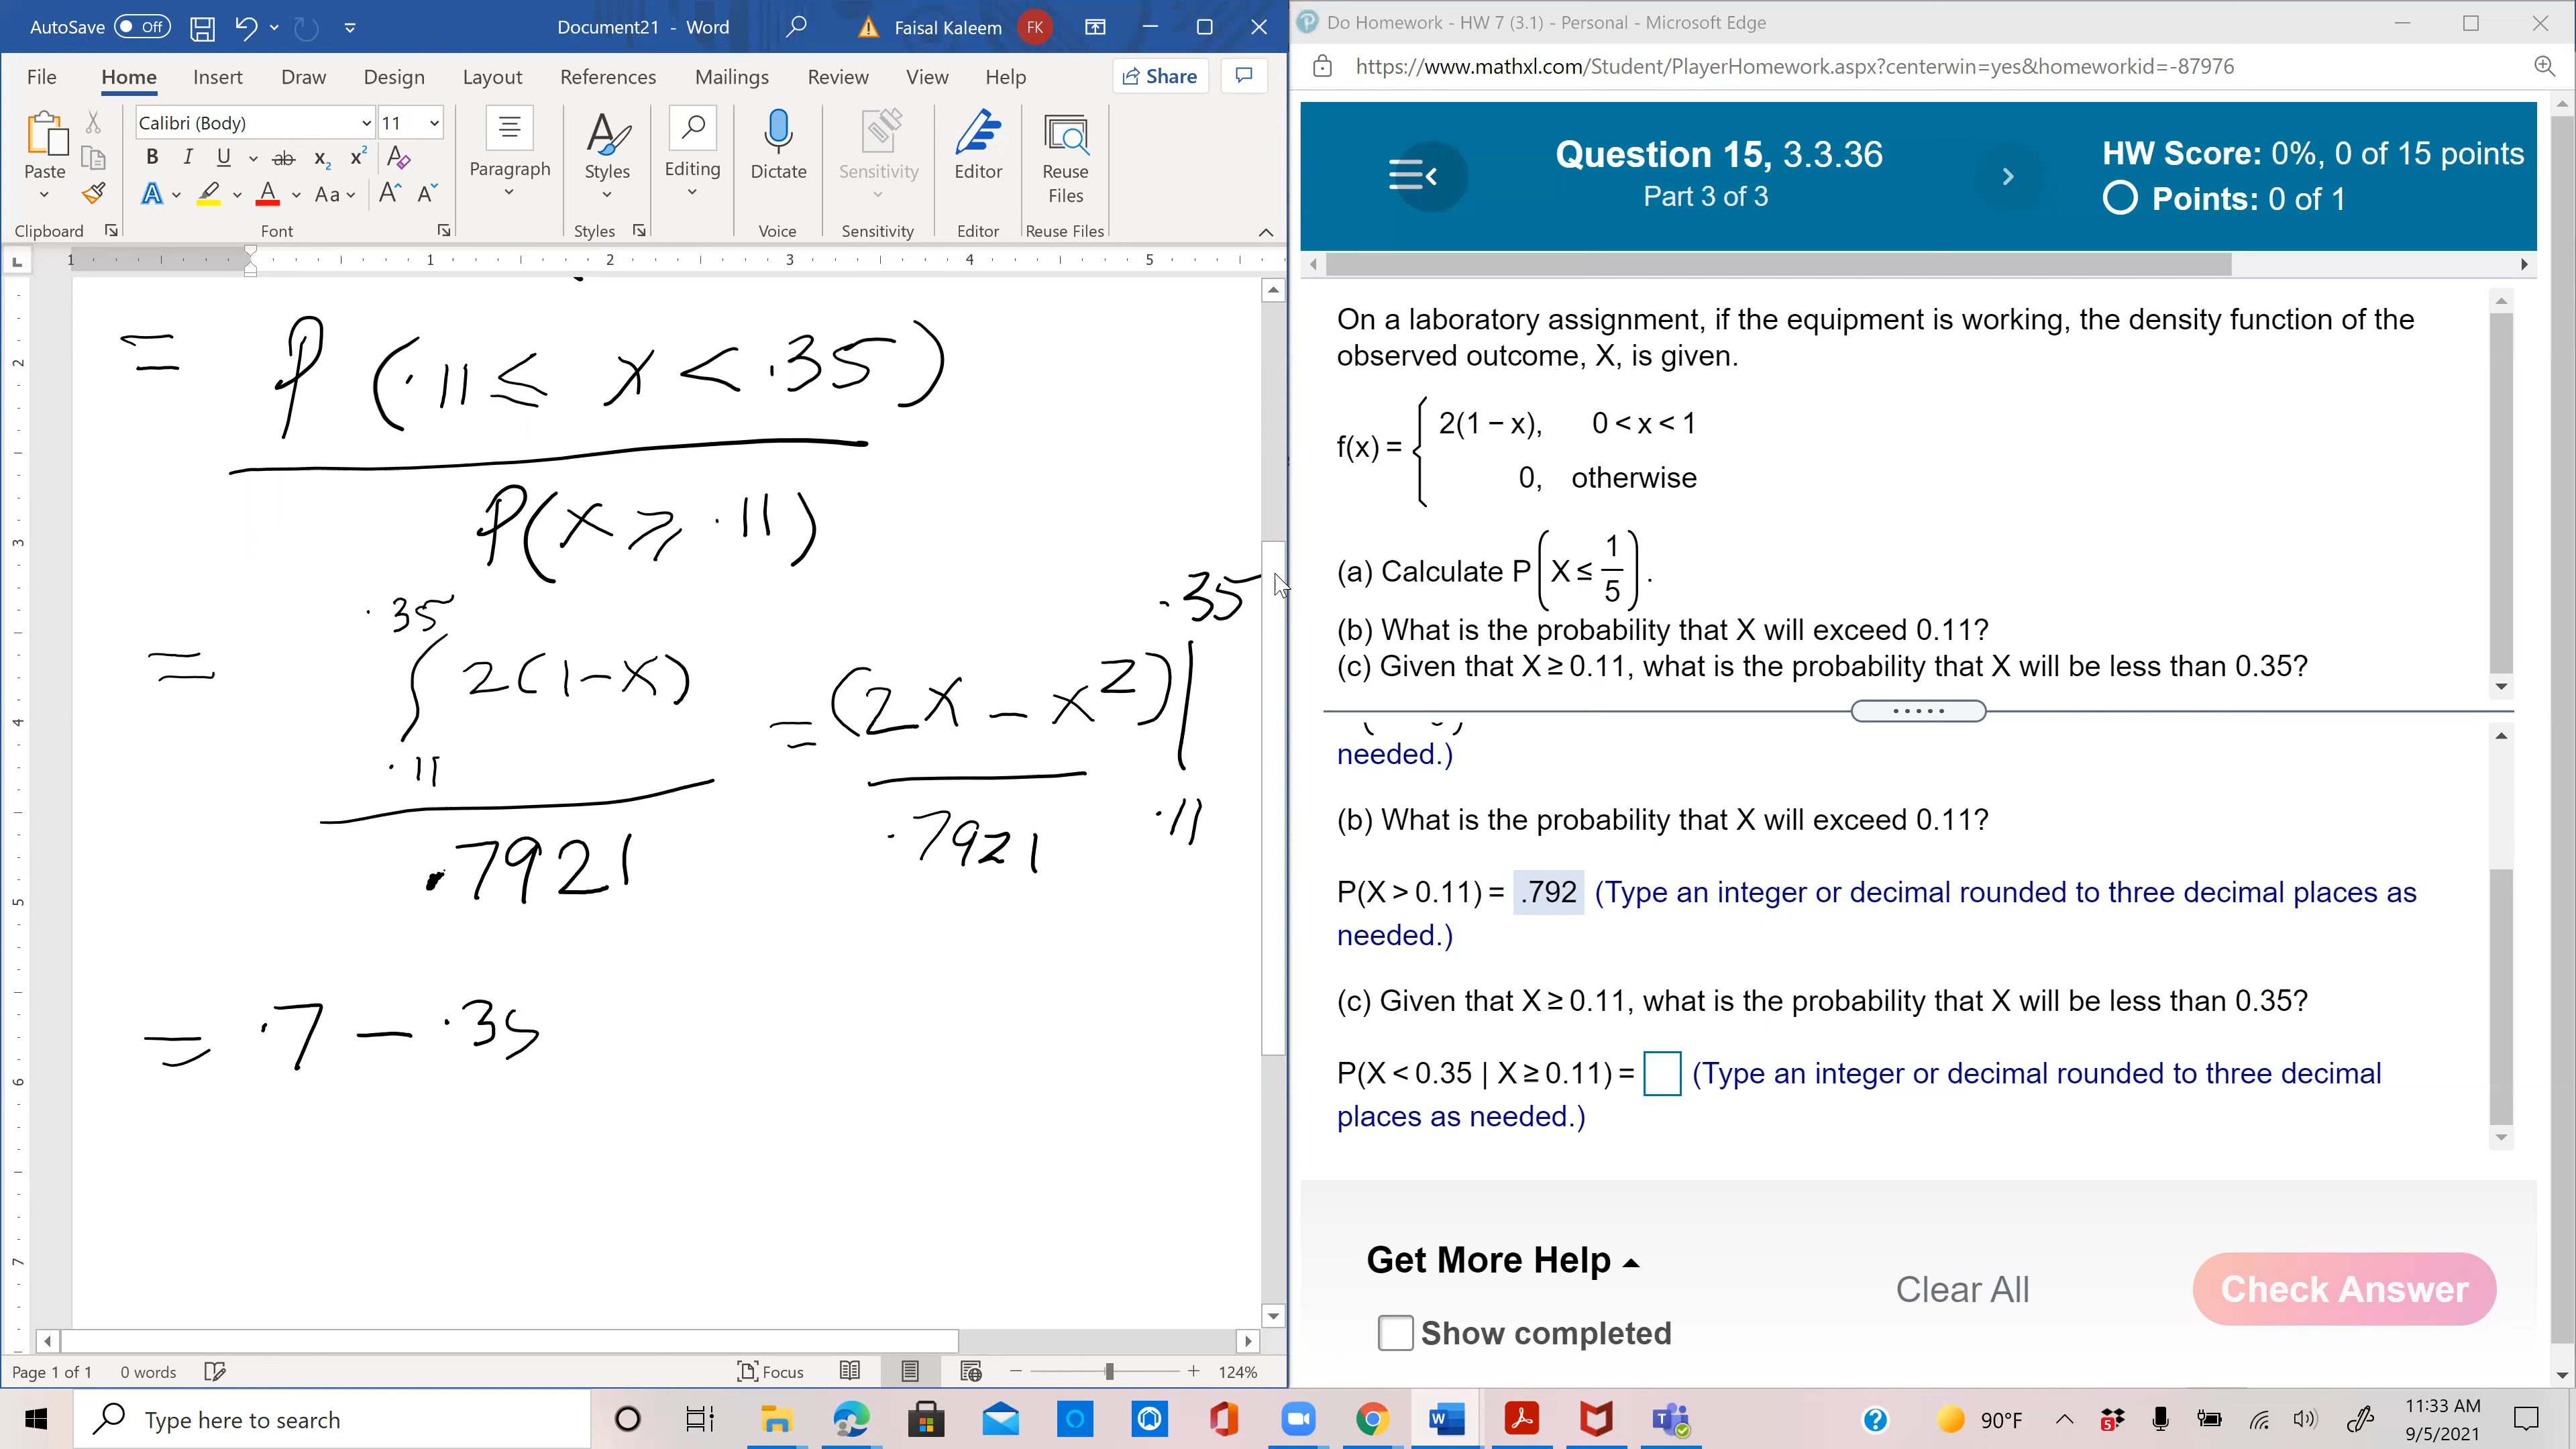 AutoSave Off Document21 - Word Faisal Kaleem FK
File Home Insert Draw Design Layout References Mailings Review View Help Share
Calibri (Body) 11
Paste Paragraph Styles Editing Dictate Sensitivity Editor Reuse Files
Clipboard Font Styles Voice Sensitivity Editor Reuse Files
1 1 2 3 4 5
= P (.11 ≤ x < .35)
P(x ≥ .11)
.35 .35
= ∫ 2(1-x) = (2x - x²)|
.11 .11
.7921 .7921
= .7 - .35
2
3
4
5
6
7
Page 1 of 1 0 words Focus 124%
Do Homework - HW 7 (3.1) - Personal - Microsoft Edge
https://www.mathxl.com/Student/PlayerHomework.aspx?centerwin=yes&homeworkid=-87976
Question 15, 3.3.36
Part 3 of 3
HW Score: 0%, 0 of 15 points
Points: 0 of 1
On a laboratory assignment, if the equipment is working, the density function of the
observed outcome, X, is given.
f(x) = { 2(1 − x), 0 < x < 1
0, otherwise
(a) Calculate P(X ≤ 1/5).
(b) What is the probability that X will exceed 0.11?
(c) Given that X ≥ 0.11, what is the probability that X will be less than 0.35?
needed.)
(b) What is the probability that X will exceed 0.11?
P(X > 0.11) = .792 (Type an integer or decimal rounded to three decimal places as
needed.)
(c) Given that X ≥ 0.11, what is the probability that X will be less than 0.35?
P(X < 0.35 | X ≥ 0.11) = (Type an integer or decimal rounded to three decimal
places as needed.)
Get More Help
Clear All
Check Answer
Show completed
Type here to search
90°F
11:33 AM
9/5/2021